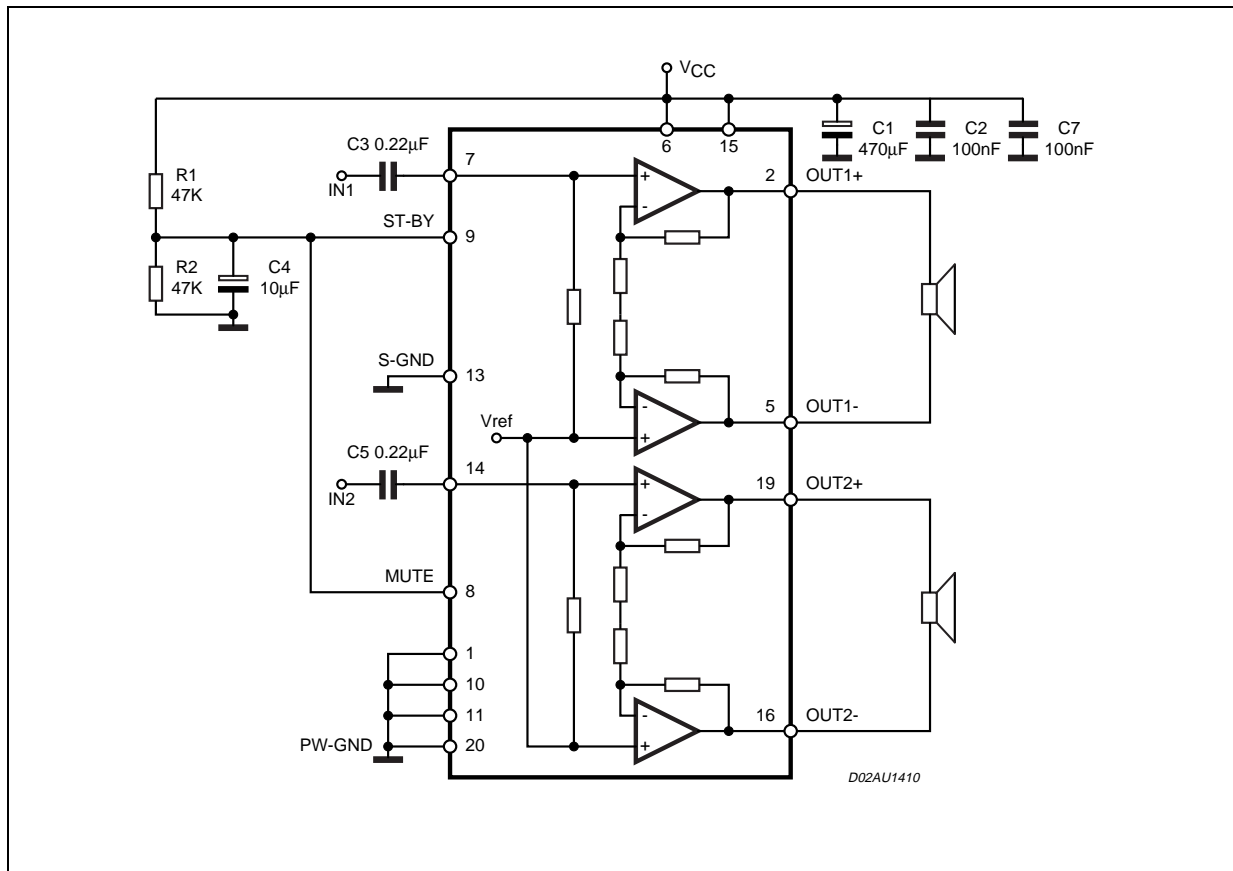 VCC
C3 0.22µF
7
6
15
C1
470µF
C2
100nF
C7
100nF
IN1
R1
47K
+
2
OUT1+
-
ST-BY
9
R2
47K
C4
10µF
S-GND
13
-
5
OUT1-
Vref
+
C5 0.22µF
14
IN2
+
19
OUT2+
-
MUTE
8
1
10
-
16
OUT2-
11
+
PW-GND
20
D02AU1410